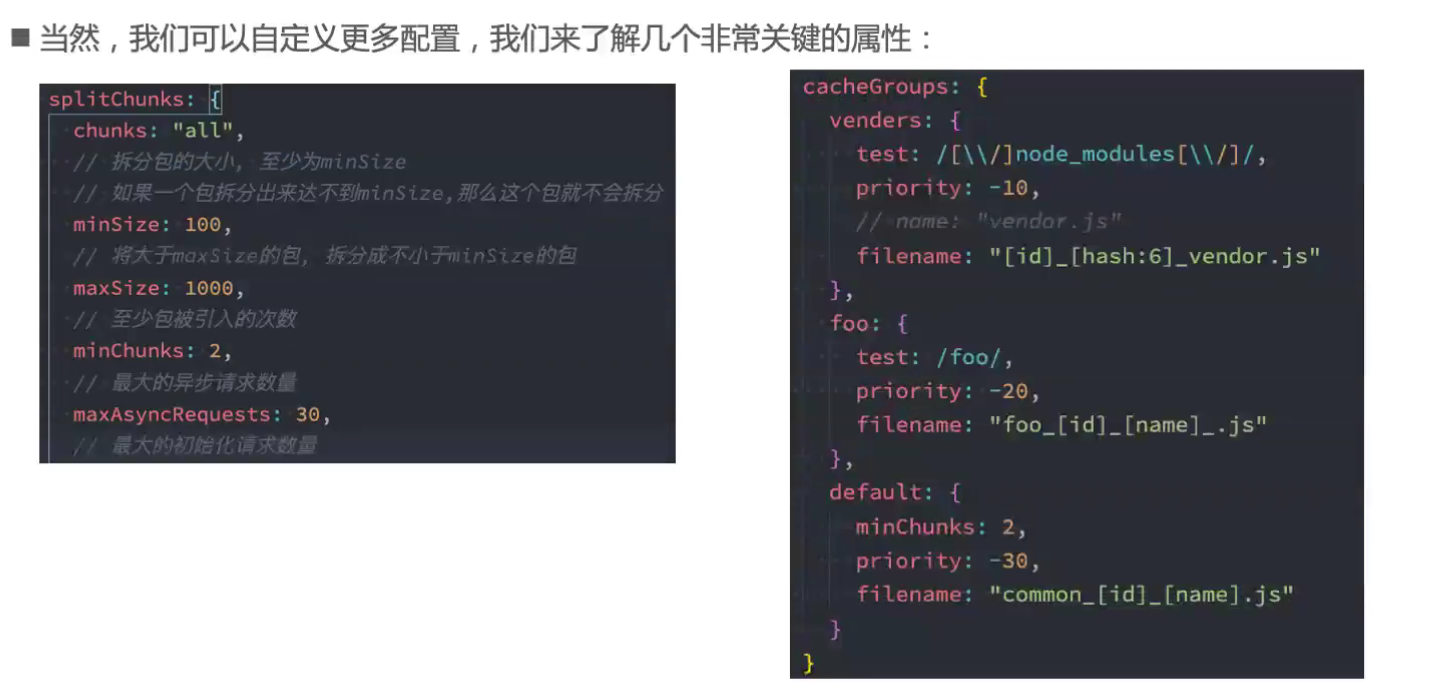 当然，我们可以自定义更多配置，我们来了解几个非常关键的属性：
splitChunks: {
chunks: "all",
// 拆分包的大小, 至少为minSize
// 如果一个包拆分出来达不到minSize,那么这个包就不会拆分
minSize: 100,
// 将大于maxSize的包, 拆分成不小于minSize的包
maxSize: 1000,
// 至少包被引入的次数
minChunks: 2,
// 最大的异步请求数量
maxAsyncRequests: 30,
// 最大的初始化请求数量
cacheGroups: {
venders: {
test: /[\\/]node_modules[\\/]/,
priority: -10,
// name: "vendor.js"
filename: "[id]_[hash:6]_vendor.js"
},
foo: {
test: /foo/,
priority: -20,
filename: "foo_[id]_[name]_.js"
},
default: {
minChunks: 2,
priority: -30,
filename: "common_[id]_[name].js"
}
}